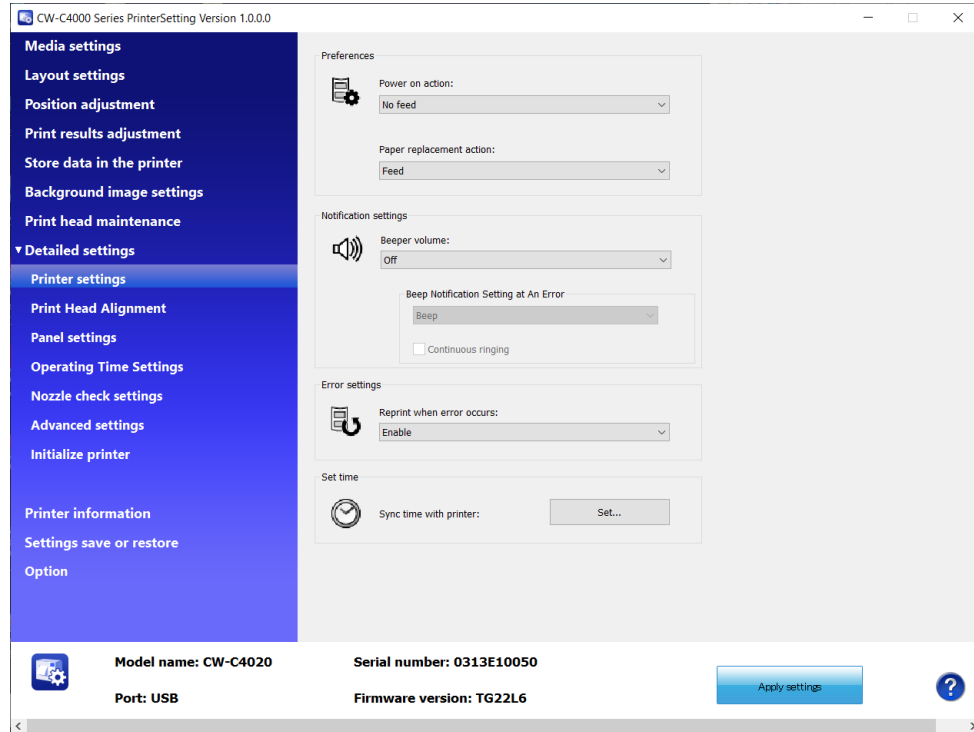 CW-C4000 Series PrinterSetting Version 1.0.0.0
Media settings
Layout settings
Position adjustment
Print results adjustment
Store data in the printer
Background image settings
Print head maintenance
Detailed settings
Printer settings
Print Head Alignment
Panel settings
Operating Time Settings
Nozzle check settings
Advanced settings
Initialize printer
Printer information
Settings save or restore
Option
Preferences
Power on action:
No feed
Paper replacement action:
Feed
Notification settings
Beeper volume:
Off
Beep Notification Setting at An Error
Beep
Continuous ringing
Error settings
Reprint when error occurs:
Enable
Set time
Sync time with printer:
Set...
Model name: CW-C4020
Serial number: 0313E10050
Port: USB
Firmware version: TG22L6
Apply settings
?